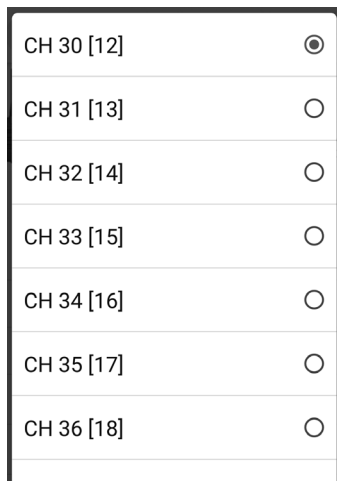 CH 30 [12]
CH 31 [13]
CH 32 [14]
CH 33 [15]
CH 34 [16]
CH 35 [17]
CH 36 [18]